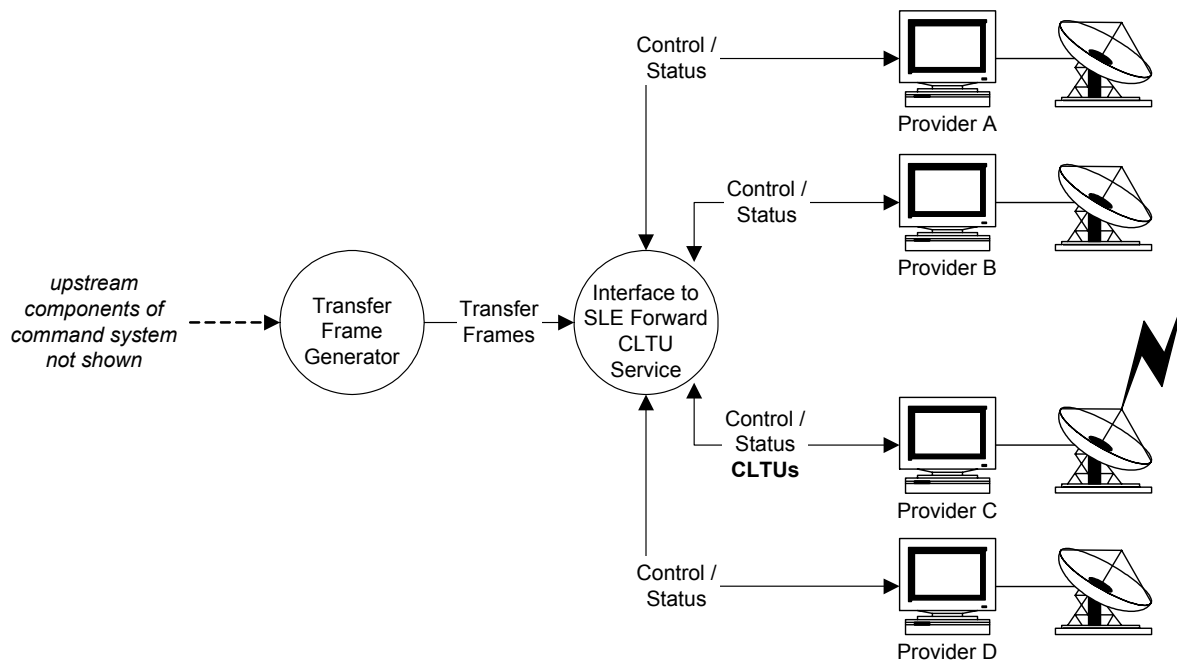 Control /
Status
Provider A
Control /
Status
Provider B
upstream
components of
command system
not shown
Transfer
Frame
Generator
Transfer
Frames
Interface to
SLE Forward
CLTU
Service
Control /
Status
CLTUs
Provider C
Control /
Status
Provider D